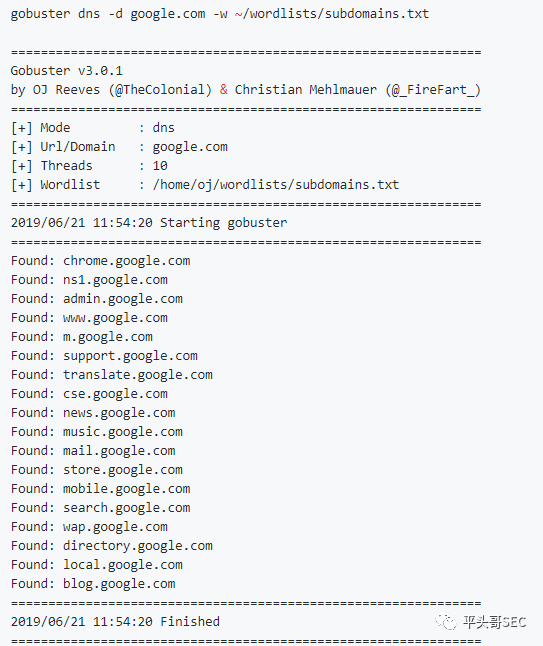 gobuster dns -d google.com -w ~/wordlists/subdomains.txt
===============================================================
Gobuster v3.0.1
by OJ Reeves (@TheColonial) & Christian Mehlmauer (@_FireFart_)
===============================================================
[+] Mode         : dns
[+] Url/Domain   : google.com
[+] Threads      : 10
[+] Wordlist     : /home/oj/wordlists/subdomains.txt
===============================================================
2019/06/21 11:54:20 Starting gobuster
===============================================================
Found: chrome.google.com
Found: ns1.google.com
Found: admin.google.com
Found: www.google.com
Found: m.google.com
Found: support.google.com
Found: translate.google.com
Found: cse.google.com
Found: news.google.com
Found: music.google.com
Found: mail.google.com
Found: store.google.com
Found: mobile.google.com
Found: search.google.com
Found: wap.google.com
Found: directory.google.com
Found: local.google.com
Found: blog.google.com
===============================================================
2019/06/21 11:54:20 Finished
平头哥SEC
===============================================================